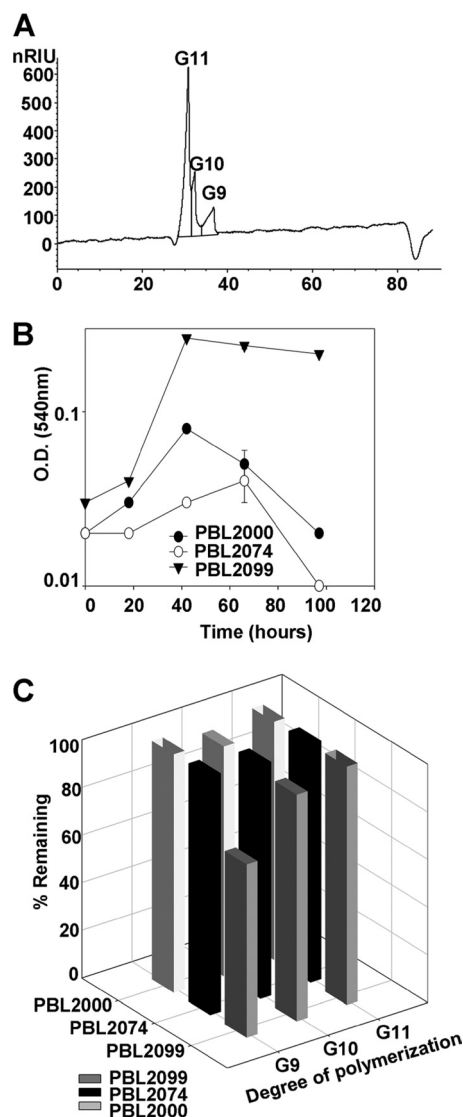 A
nRIU
G11
600
500
G10
400
300
G9
200
100
0
0 20 40 60 80
B
O.D. (540nm)
0.1
0.01
PBL2000
PBL2074
PBL2099
0 20 40 60 80 100 120
Time (hours)
C
% Remaining
100
80
60
40
20
0
PBL2000
PBL2074
PBL2099
G9
G10
G11
Degree of polymerization
PBL2099
PBL2074
PBL2000